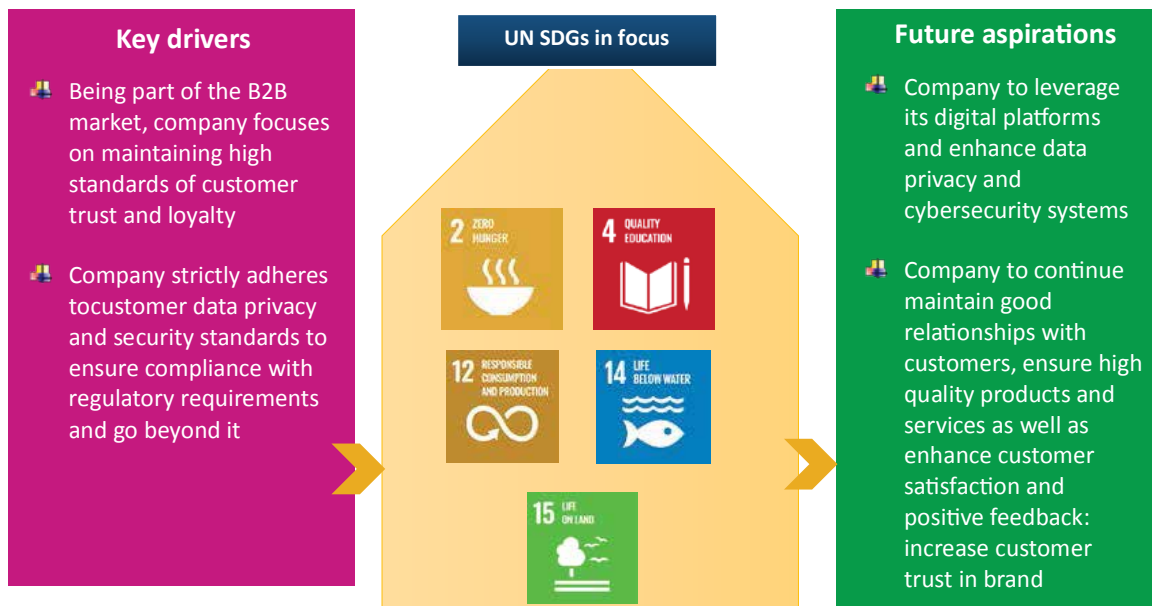 Key drivers
Being part of the B2B
market, company focuses
on maintaining high
standards of customer
trust and loyalty
Company strictly adheres
tocustomer data privacy
and security standards to
ensure compliance with
regulatory requirements
and go beyond it
UN SDGs in focus
2 ZERO
HUNGER
4 QUALITY
EDUCATION
12 RESPONSIBLE
CONSUMPTION
AND PRODUCTION
14 LIFE
BELOW WATER
15 LIFE
ON LAND
Future aspirations
Company to leverage
its digital platforms
and enhance data
privacy and
cybersecurity systems
Company to continue
maintain good
relationships with
customers, ensure high
quality products and
services as well as
enhance customer
satisfaction and
positive feedback:
increase customer
trust in brand